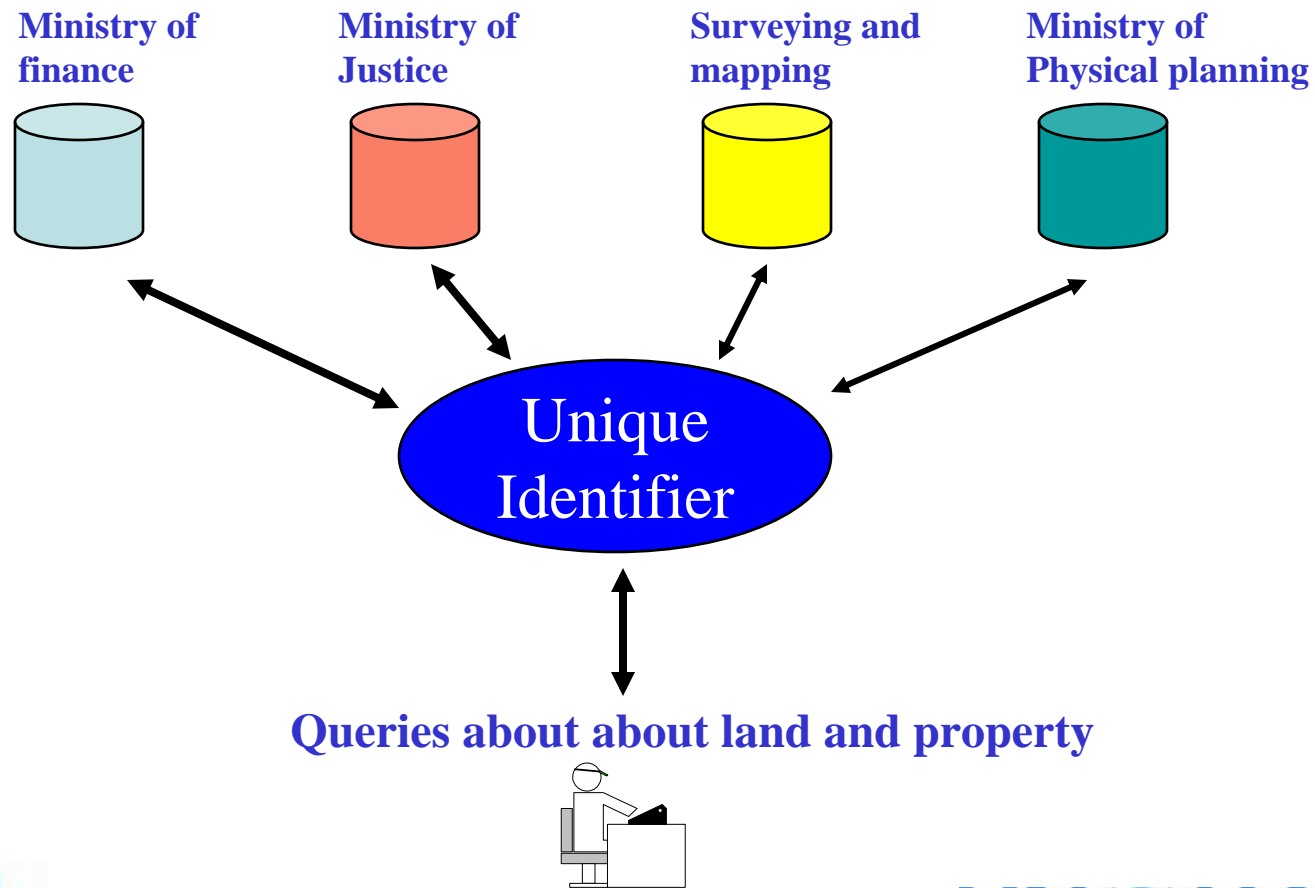 Ministry of
finance
Ministry of
Justice
Surveying and
mapping
Ministry of
Physical planning
Unique
Identifier
Queries about about land and property